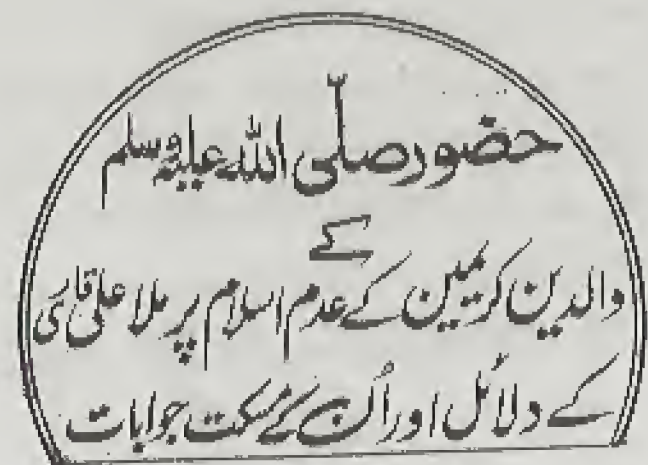 حضور صلّی اللہ علیہ وسلم
کے
والدین کریمین کے عدم اسلام پر ملا علی قاری
کے دلائل اور اُن کے مسکت جوابات